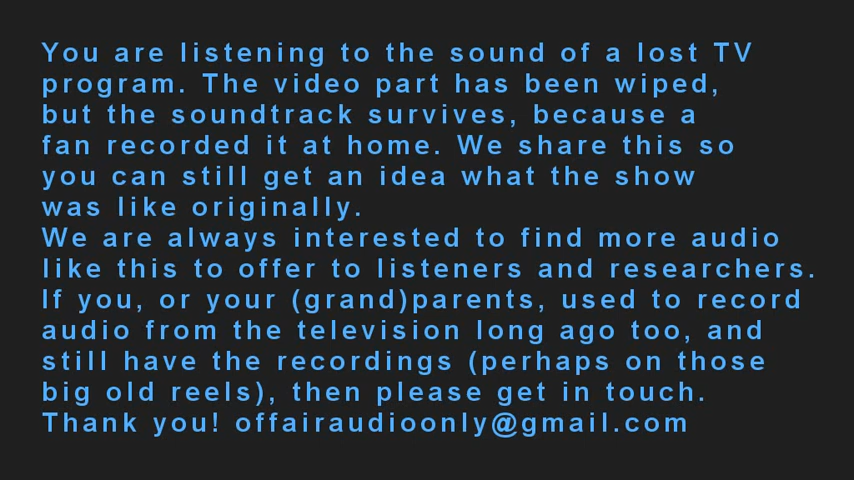 You are listening to the sound of a lost TV
program. The video part has been wiped,
but the soundtrack survives, because a
fan recorded it at home. We share this so
you can still get an idea what the show
was like originally.
We are always interested to find more audio
like this to offer to listeners and researchers.
If you, or your (grand)parents, used to record
audio from the television long ago too, and
still have the recordings (perhaps on those
big old reels), then please get in touch.
Thank you! offairaudioonly@gmail.com